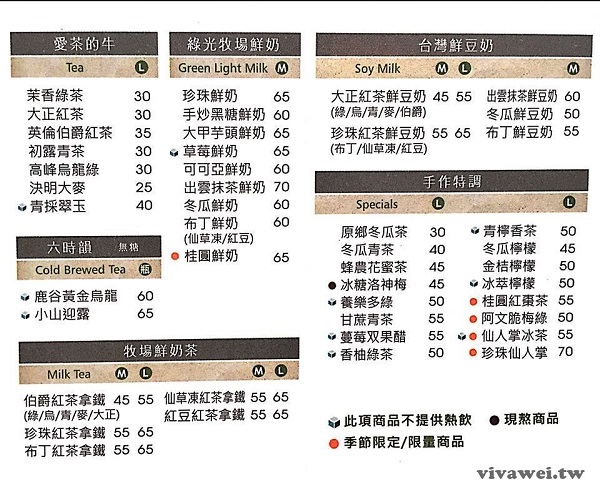 愛茶的牛
Tea L
茉香綠茶 30
大正紅茶 30
英倫伯爵紅茶 35
初露青茶 30
高峰烏龍綠 30
決明大麥 25
青採翠玉 40
六時韻 無糖
Cold Brewed Tea 瓶
鹿谷黃金烏龍 60
小山迎露 65
綠光牧場鮮奶
Green Light Milk M
珍珠鮮奶 65
手炒黑糖鮮奶 60
大甲芋頭鮮奶 65
草莓鮮奶 65
可可亞鮮奶 60
出雲抹茶鮮奶 70
冬瓜鮮奶 60
布丁鮮奶 60
(仙草凍/紅豆)
桂圓鮮奶 65
牧場鮮奶茶
Milk Tea M L M L
伯爵紅茶拿鐵 45 55
(綠/烏/青/麥/大正)
珍珠紅茶拿鐵 55 65
布丁紅茶拿鐵 55 65
仙草凍紅茶拿鐵 55 65
紅豆紅茶拿鐵 55 65
台灣鮮豆奶
Soy Milk M L M
大正紅茶鮮豆奶 45 55
(綠/烏/青/麥/伯爵)
珍珠紅茶鮮豆奶 55 65
(布丁/仙草凍/紅豆)
出雲抹茶鮮豆奶 60
冬瓜鮮豆奶 50
布丁鮮豆奶 55
手作特調
Specials L L
原鄉冬瓜茶 30
冬瓜青茶 40
蜂農花蜜茶 45
冰糖洛神梅 45
養樂多綠 50
甘蔗青茶 55
蔓莓双果醋 55
香柚綠茶 50
青檸香茶 50
冬瓜檸檬 45
金桔檸檬 50
冰萃檸檬 50
桂圓紅棗茶 55
阿文脆梅綠 50
仙人掌冰茶 55
珍珠仙人掌 70
此項商品不提供熱飲 現熬商品
季節限定/限量商品
vivawei.tw